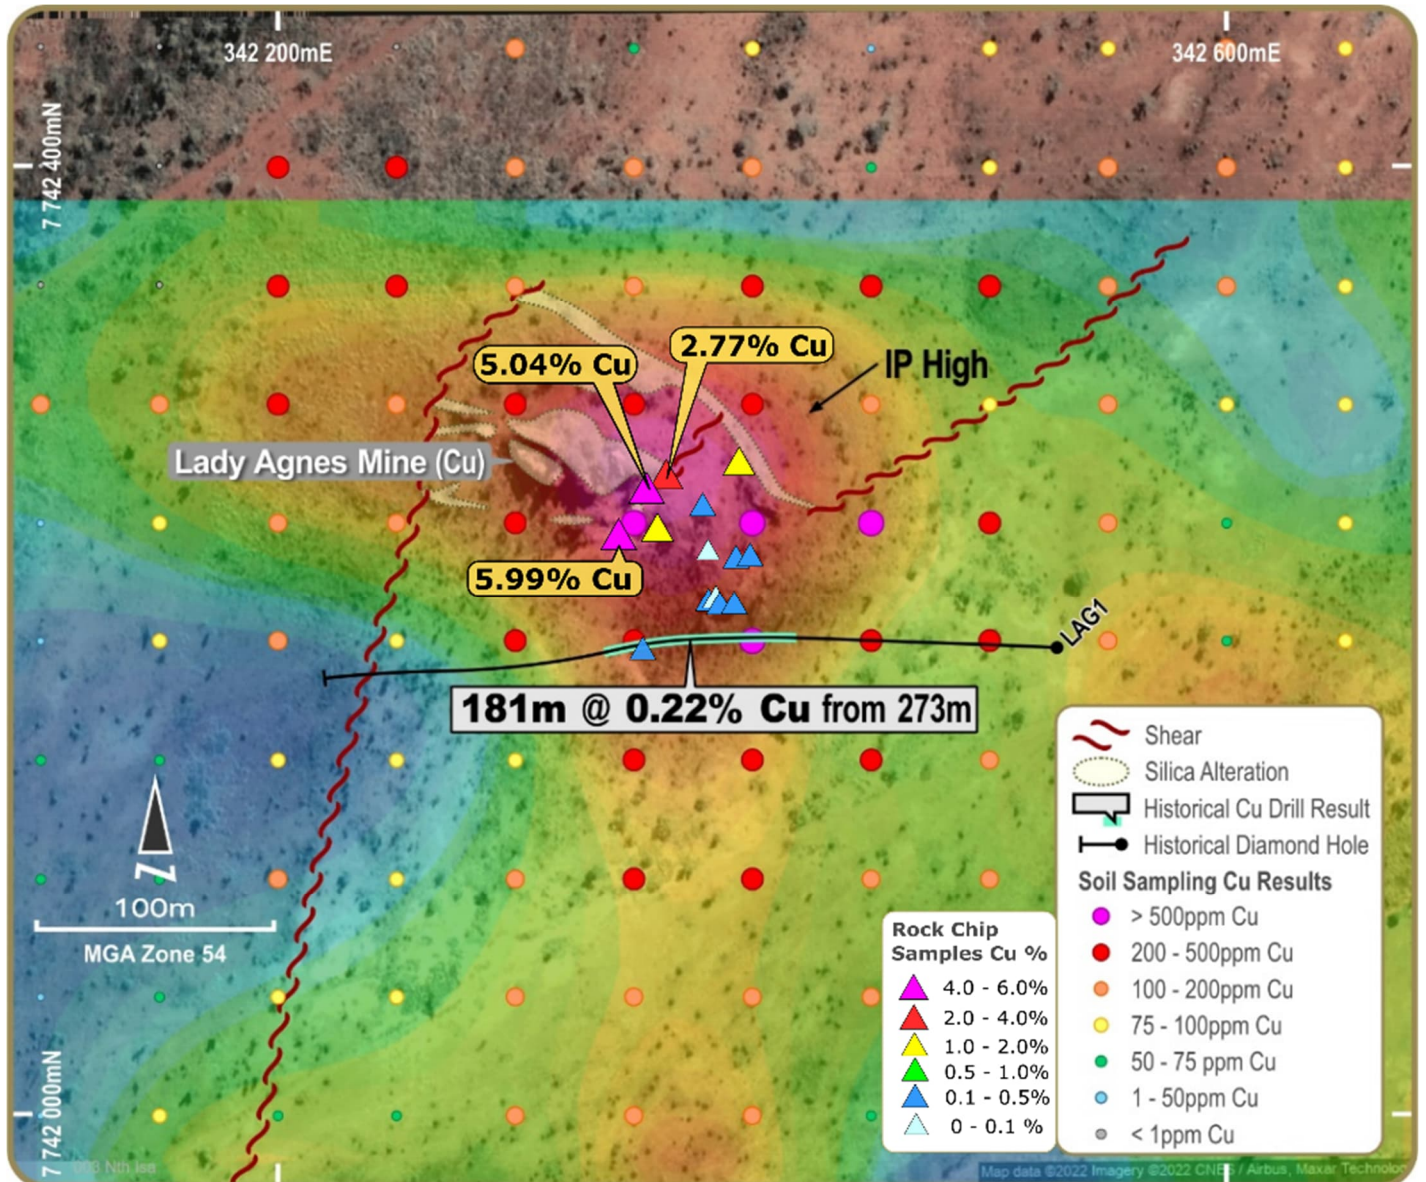 342 200mE
342 600mE
7 742 400mN
2.77% Cu
5.04% Cu
IP High
Lady Agnes Mine (Cu)
5.99% Cu
LAG1
181m @ 0.22% Cu from 273m
Shear
Silica Alteration
Historical Cu Drill Result
Historical Diamond Hole
Soil Sampling Cu Results
> 500ppm Cu
200 - 500ppm Cu
100 - 200ppm Cu
75 - 100ppm Cu
50 - 75 ppm Cu
1 - 50ppm Cu
< 1ppm Cu
Rock Chip
Samples Cu %
4.0 - 6.0%
2.0 - 4.0%
1.0 - 2.0%
0.5 - 1.0%
0.1 - 0.5%
0 - 0.1 %
N
100m
MGA Zone 54
7 742 000mN
003 Nth Isa
Map data ©2022 Imagery ©2022 CNES / Airbus, Maxar Technolog